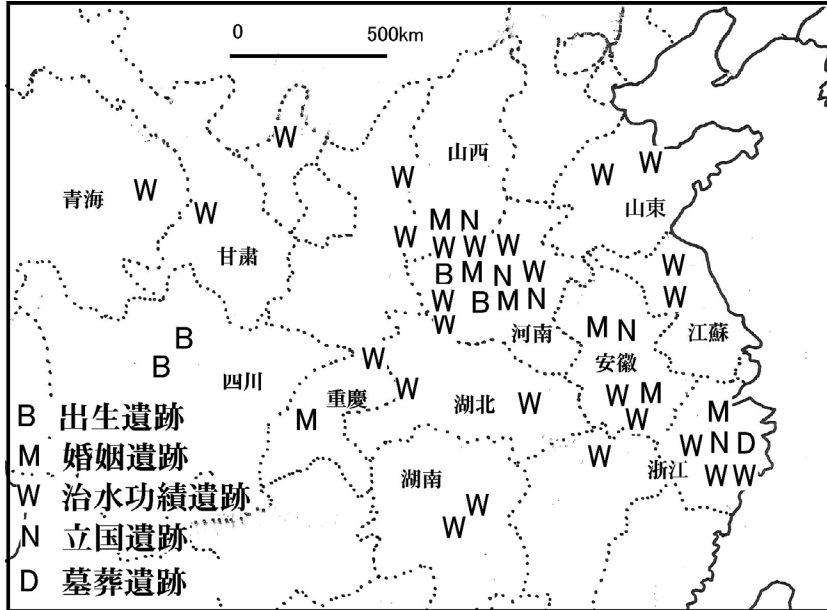 0 500km
W
山西
W W
W
W
青海 W
W
山東
甘粛
M N
W
W W W
W
B M N W
W
W B M N
W
河南
M N
江蘇
B
B
四川
W
安徽
重慶
W
湖北
W
W M
M
W
M
B 出生遺跡
M 婚姻遺跡
W 治水功績遺跡
N 立国遺跡
D 墓葬遺跡
W N D
W
浙江
W W
湖南
W
W